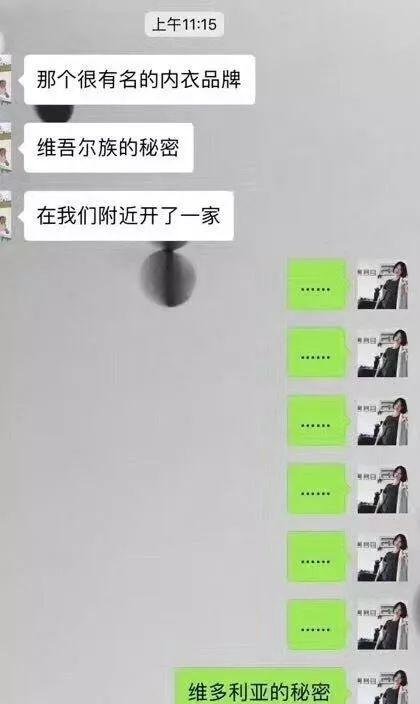 上午11:15
那个很有名的内衣品牌
维吾尔族的秘密
在我们附近开了一家
......
......
......
......
......
......
维多利亚的秘密